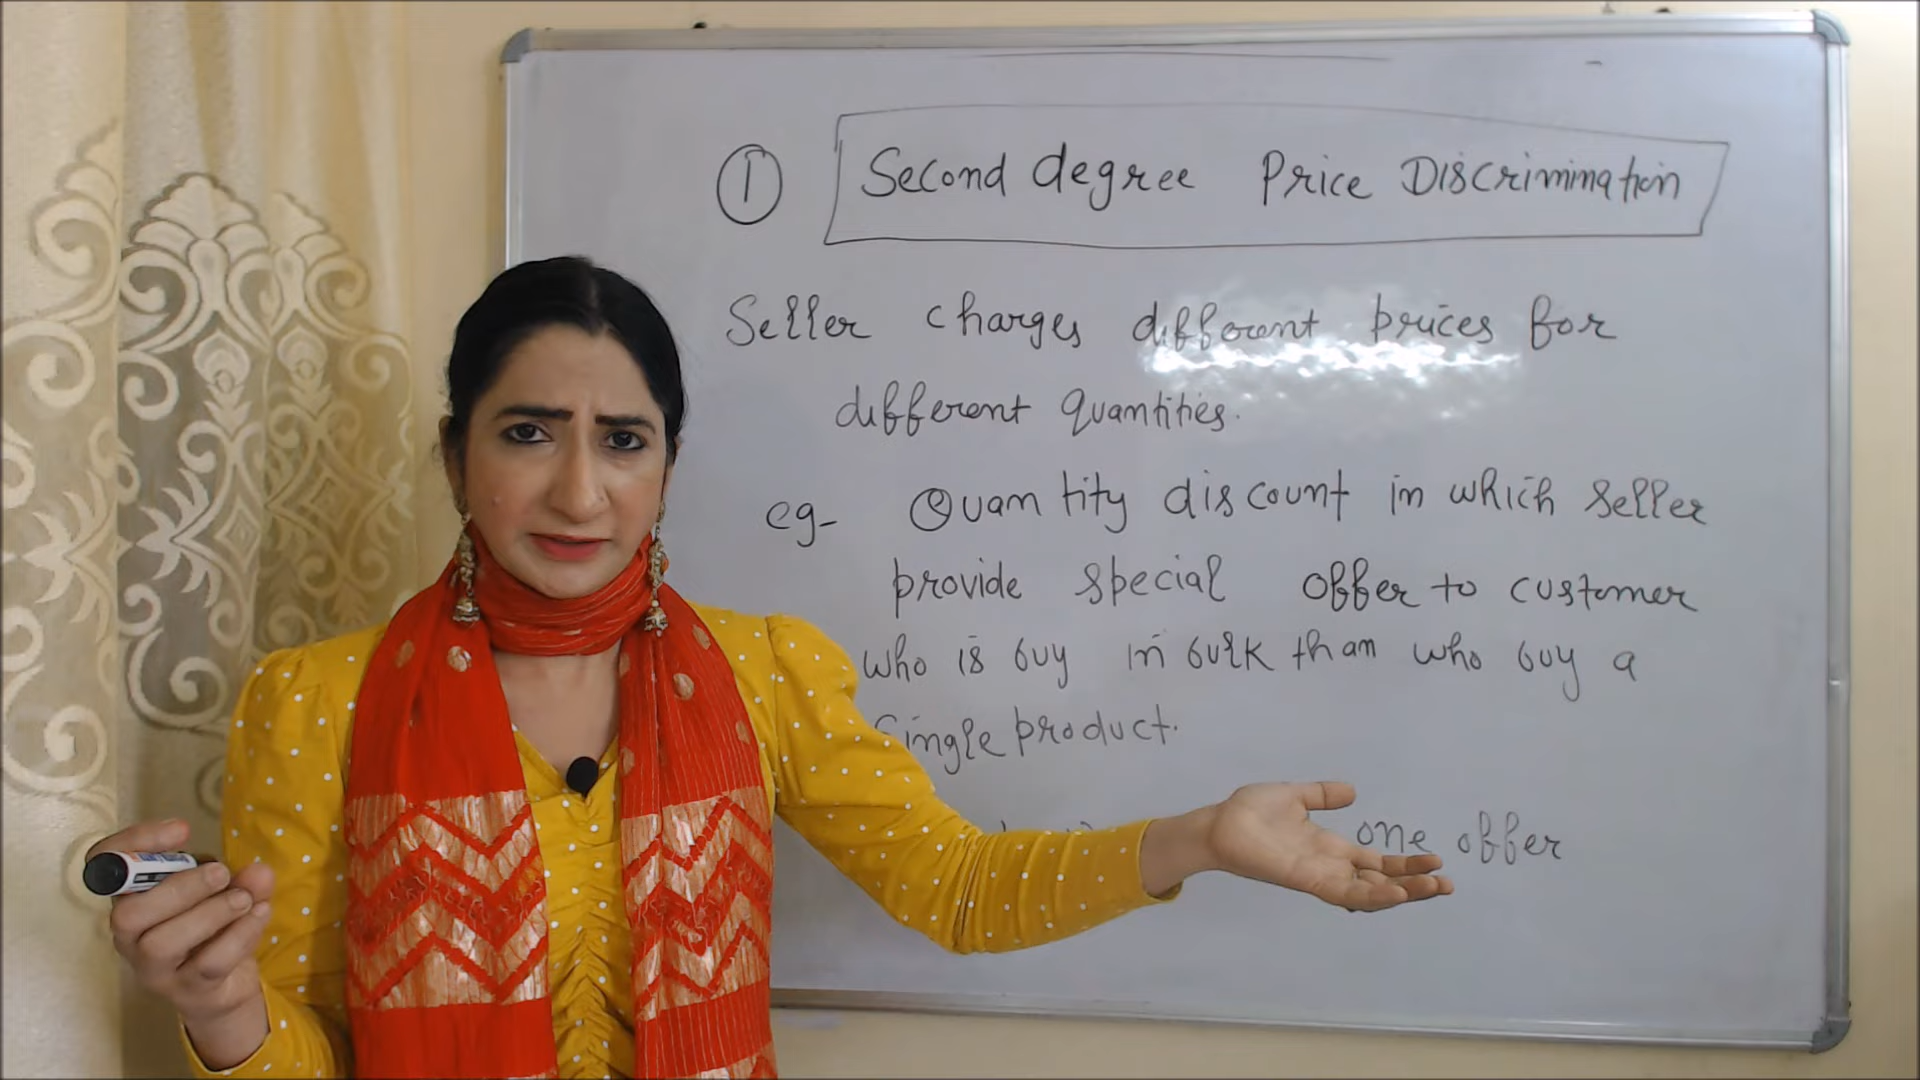 ① Second degree Price Discrimination
Seller charges different prices for
different quantities.
eg- Quantity discount in which seller
provide special offer to customer
who is buy in bulk than who buy a
Single product.
one offer